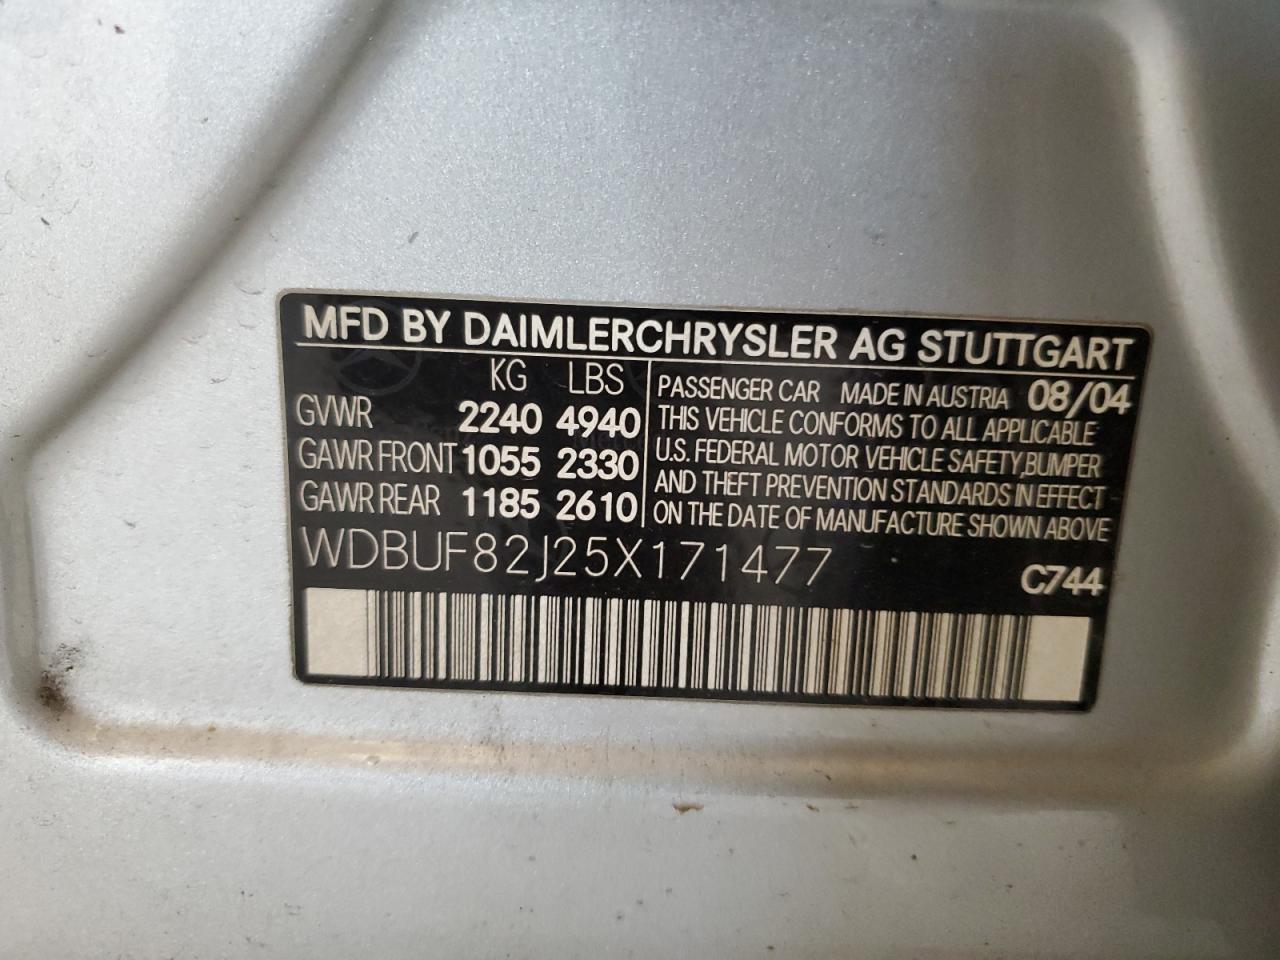 MFD BY DAIMLERCHRYSLER AG STUTTGART
KG LBS
GVWR 2240 4940
GAWR FRONT 1055 2330
GAWR REAR 1185 2610
PASSENGER CAR MADE IN AUSTRIA 08/04
THIS VEHICLE CONFORMS TO ALL APPLICABLE
U.S. FEDERAL MOTOR VEHICLE SAFETY,BUMPER
AND THEFT PREVENTION STANDARDS IN EFFECT
ON THE DATE OF MANUFACTURE SHOWN ABOVE
WDBUF82J25X171477
C744